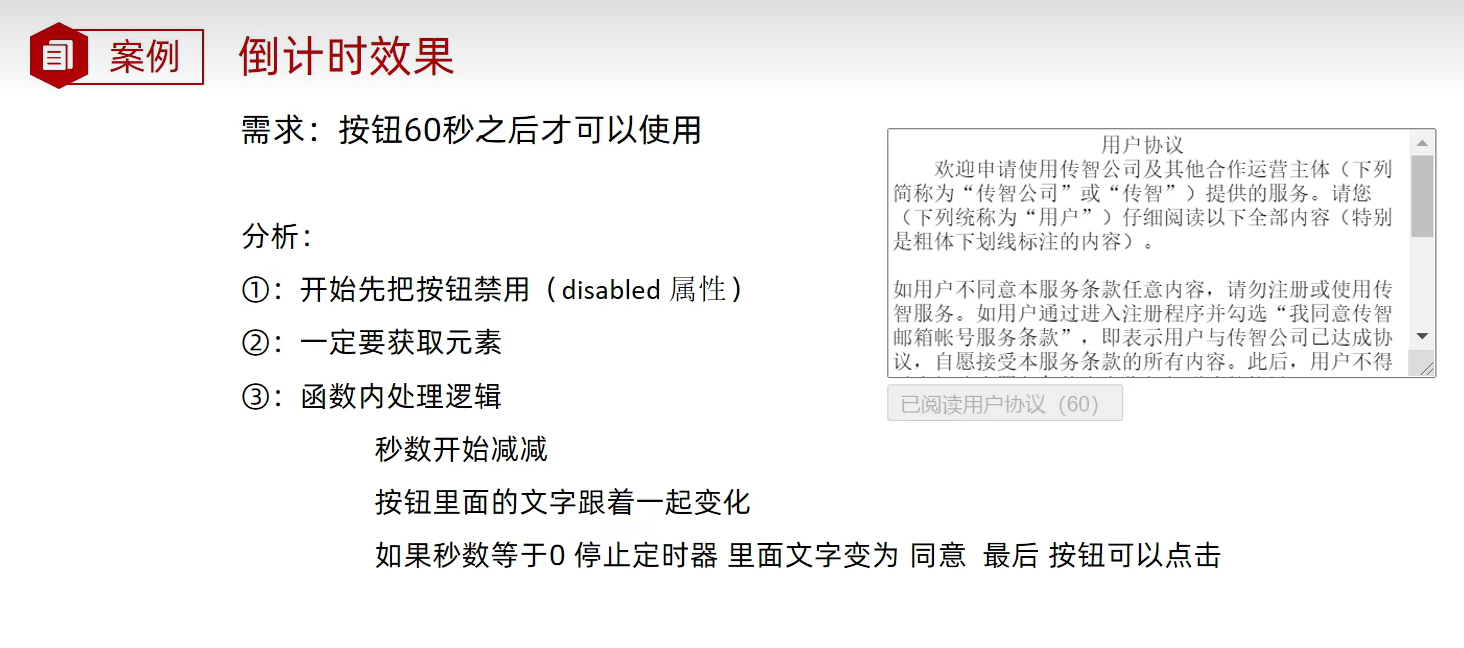 案例
倒计时效果
需求：按钮60秒之后才可以使用
分析：
①：开始先把按钮禁用（disabled 属性）
②：一定要获取元素
③：函数内处理逻辑
秒数开始减减
按钮里面的文字跟着一起变化
如果秒数等于0 停止定时器 里面文字变为 同意 最后 按钮可以点击
用户协议
欢迎申请使用传智公司及其他合作运营主体（下列
简称为“传智公司”或“传智”）提供的服务。请您
（下列统称为“用户”）仔细阅读以下全部内容（特别
是粗体下划线标注的内容）。
如用户不同意本服务条款任意内容，请勿注册或使用传
智服务。如用户通过进入注册程序并勾选“我同意传智
邮箱帐号服务条款”，即表示用户与传智公司已达成协
议，自愿接受本服务条款的所有内容。此后，用户不得
已阅读用户协议（60）